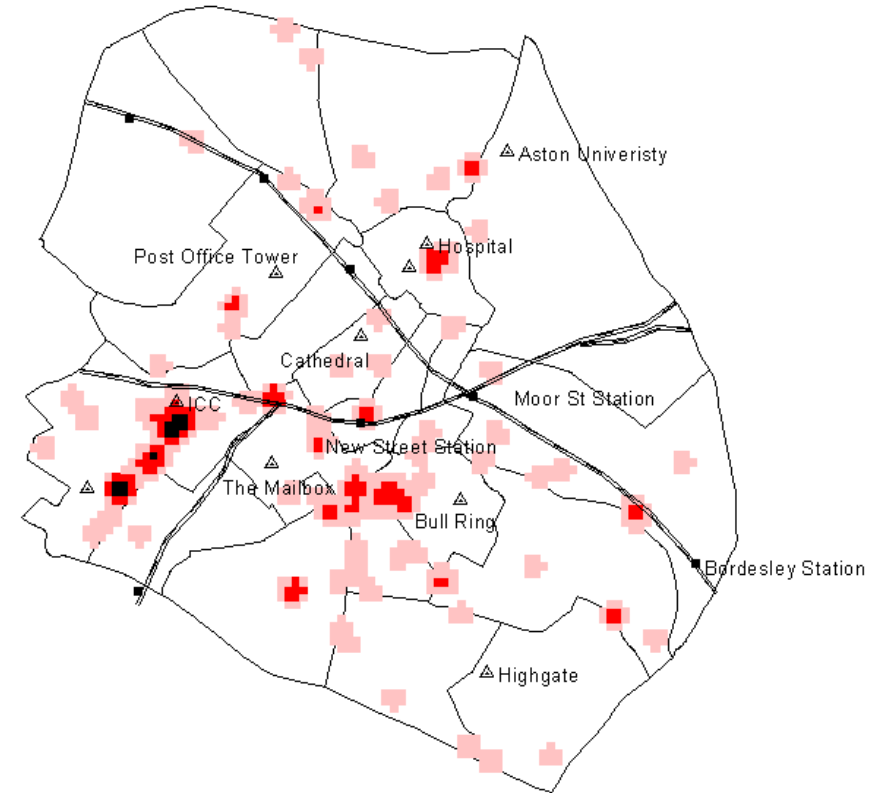 Aston Univeristy
Hospital
Post Office Tower
Cathedral
Moor St Station
ICC
New Street Station
The Mailbox
Bull Ring
Bordesley Station
Highgate